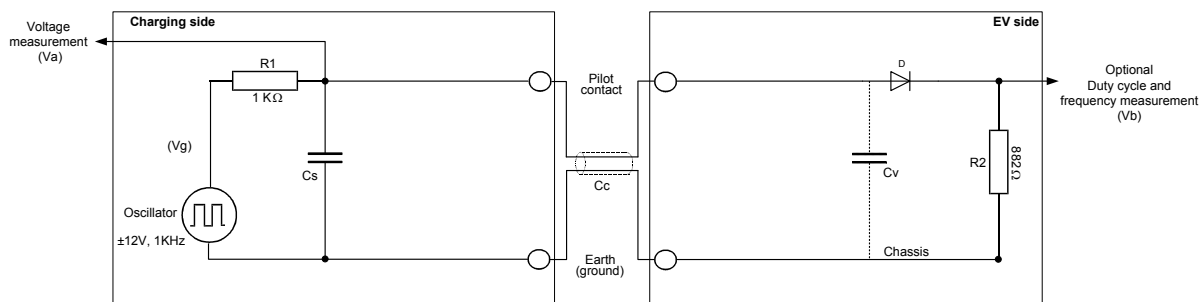 Charging side
EV side
Voltage
measurement
(Va)
R1
1 KΩ
Pilot
contact
D
Optional
Duty cycle and
frequency measurement
(Vb)
(Vg)
Cs
Cc
Cv
R2
882Ω
Oscillator
±12V, 1KHz
Earth
(ground)
Chassis